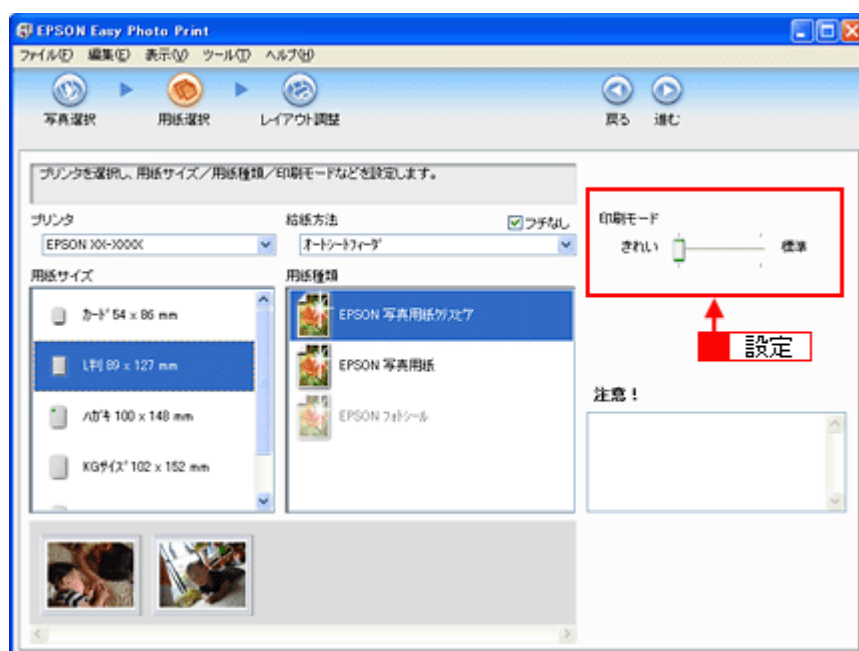 EPSON Easy Photo Print
ファイル(F) 編集(E) 表示(V) ツール(T) ヘルプ(H)
写真選択 用紙選択 レイアウト調整 戻る 進む
プリンタを選択し、用紙サイズ/用紙種類/印刷モードなどを設定します。
プリンタ
EPSON XX-XXXX
給紙方法
フチなし
オートシートフィーダ
印刷モード
きれい 標準
設定
用紙サイズ
カード 54 x 86 mm
L判 89 x 127 mm
ハガキ 100 x 148 mm
KGサイズ 102 x 152 mm
用紙種類
EPSON 写真用紙クリスピア
EPSON 写真用紙
EPSON フォトシール
注意!